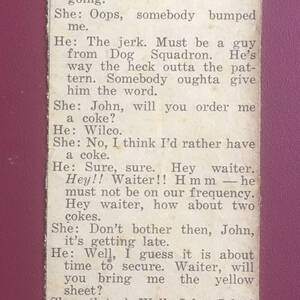 going.
She: Oops, somebody bumped
me.
He: The jerk. Must be a guy
from Dog Squadron. He's
way the heck outta the pat-
tern. Somebody oughta give
him the word.
She: John, will you order me
a coke?
He: Wilco.
She: No, I think I'd rather have
a coke.
He: Sure, sure. Hey waiter.
Hey!! Waiter!! Hmm — he
must not be on our frequency.
Hey waiter, how about two
cokes.
She: Don't bother then, John,
it's getting late.
He: Well, I guess it is about
time to secure. Waiter, will
you bring me the yellow
sheet?